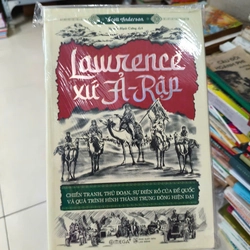 Scott Anderson
Lawrence
xứ Ả-Rập
CHIẾN TRANH, THỦ ĐOẠN, SỰ ĐIÊN RỒ CỦA ĐẾ QUỐC
VÀ QUÁ TRÌNH HÌNH THÀNH TRUNG ĐÔNG HIỆN ĐẠI